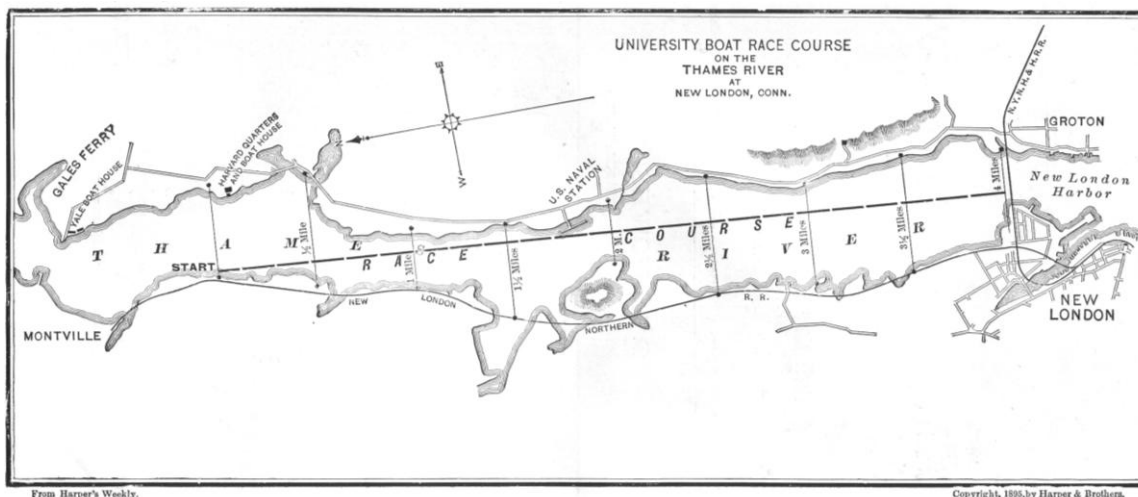 UNIVERSITY BOAT RACE COURSE
ON THE
THAMES RIVER
AT
NEW LONDON, CONN.
N.Y.N.H.& H.R.R.
GROTON
New London
Harbor
4 Miles
E
N
W
GALES FERRY
YALE BOAT HOUSE
HARVARD QUARTERS
AND BOAT HOUSE
U.S. NAVAL
STATION
THAMES RIVER
START
RACE COURSE
½ Mile
1 Mile
1½ Miles
2 M.
2½ Miles
3 Miles
3½ Miles
MONTVILLE
NEW LONDON NORTHERN R. R.
NEW
LONDON
From Harper's Weekly.
Copyright, 1895, by Harper & Brothers.